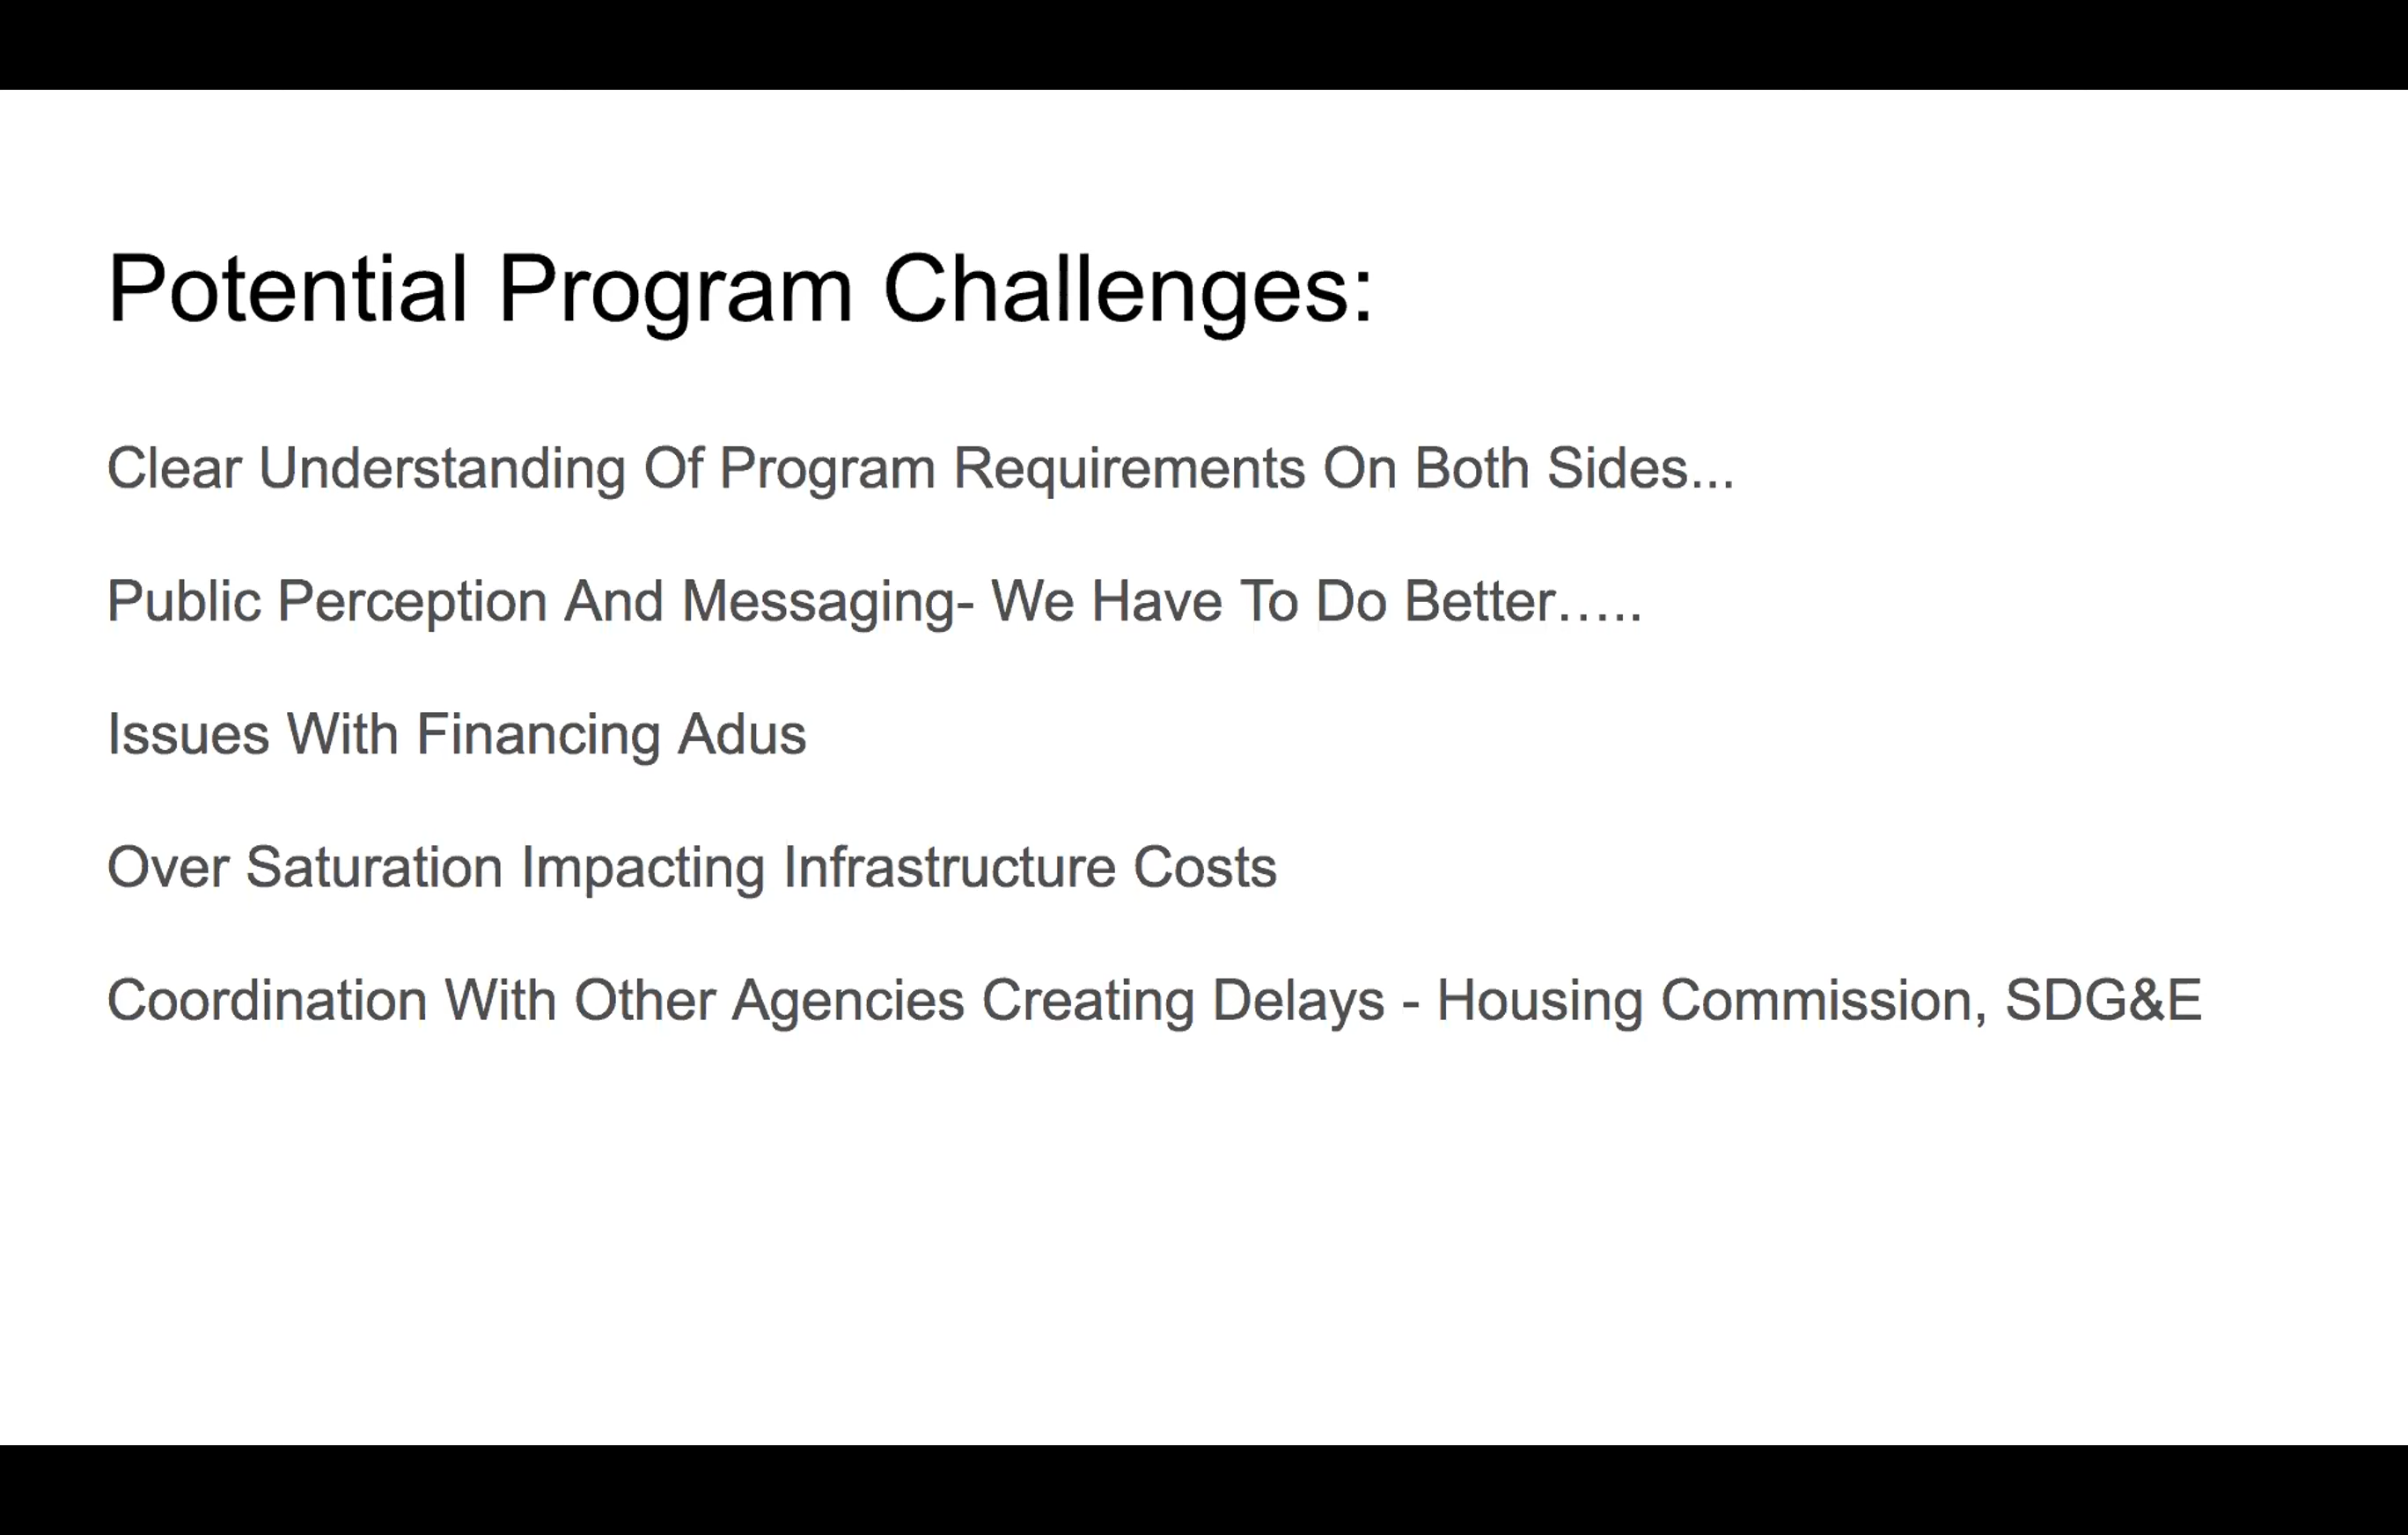 Potential Program Challenges:
Clear Understanding Of Program Requirements On Both Sides...
Public Perception And Messaging- We Have To Do Better…..
Issues With Financing Adus
Over Saturation Impacting Infrastructure Costs
Coordination With Other Agencies Creating Delays - Housing Commission, SDG&E